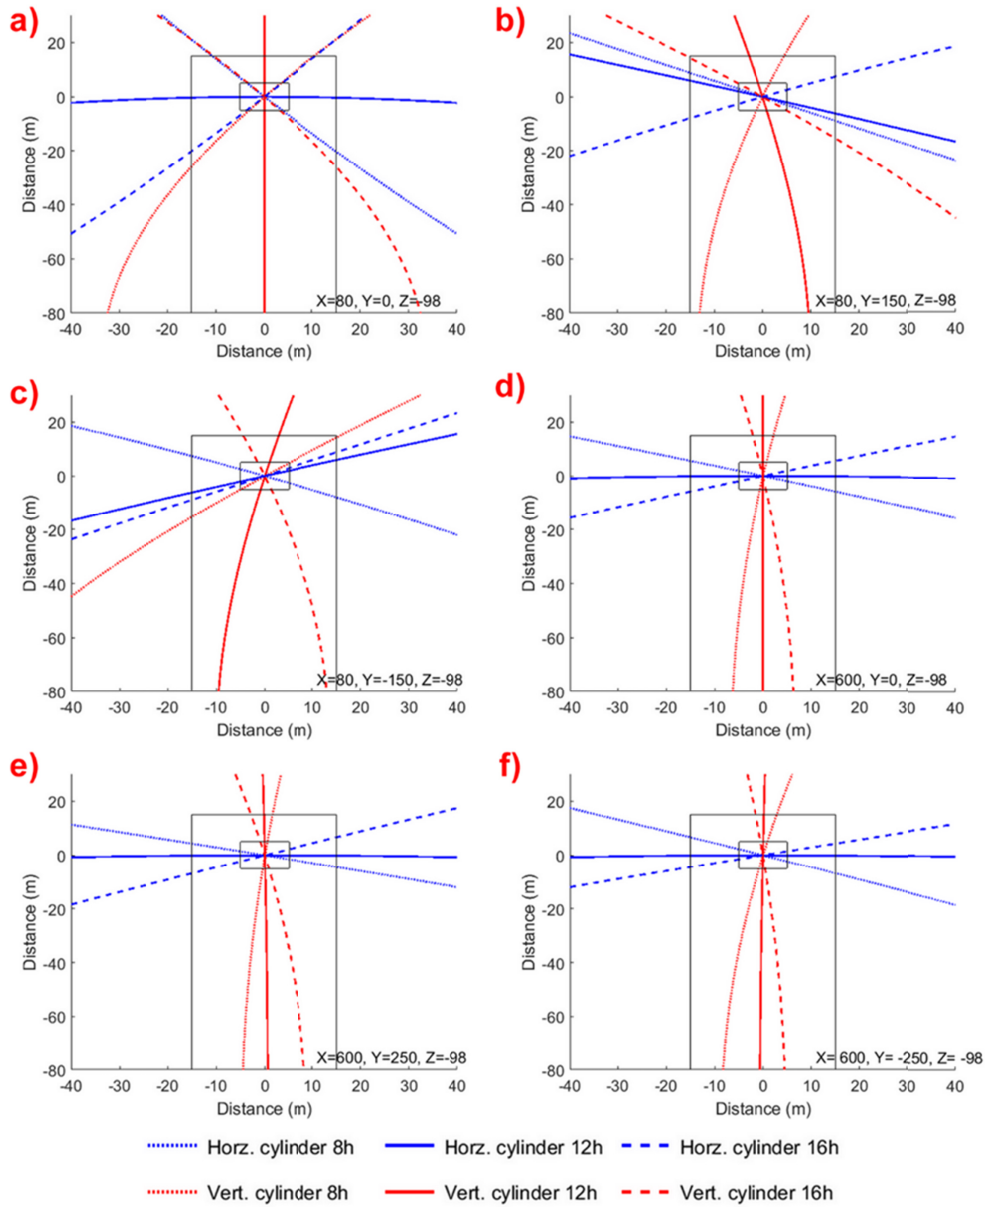 a)
20
0
-20
-40
-60
-80
Distance (m)
-40 -30 -20 -10 0 10 20 30 40
Distance (m)
X=80, Y=0, Z=-98
b)
20
0
-20
-40
-60
-80
Distance (m)
-40 -30 -20 -10 0 10 20 30 40
Distance (m)
X=80, Y=150, Z=-98
c)
20
0
-20
-40
-60
-80
Distance (m)
-40 -30 -20 -10 0 10 20 30 40
Distance (m)
X=80, Y=-150, Z=-98
d)
20
0
-20
-40
-60
-80
Distance (m)
-40 -30 -20 -10 0 10 20 30 40
Distance (m)
X=600, Y=0, Z=-98
e)
20
0
-20
-40
-60
-80
Distance (m)
-40 -30 -20 -10 0 10 20 30 40
Distance (m)
X=600, Y=250, Z=-98
f)
20
0
-20
-40
-60
-80
Distance (m)
-40 -30 -20 -10 0 10 20 30 40
Distance (m)
X= 600, Y= -250, Z= -98
Horz. cylinder 8h Horz. cylinder 12h Horz. cylinder 16h
Vert. cylinder 8h Vert. cylinder 12h Vert. cylinder 16h